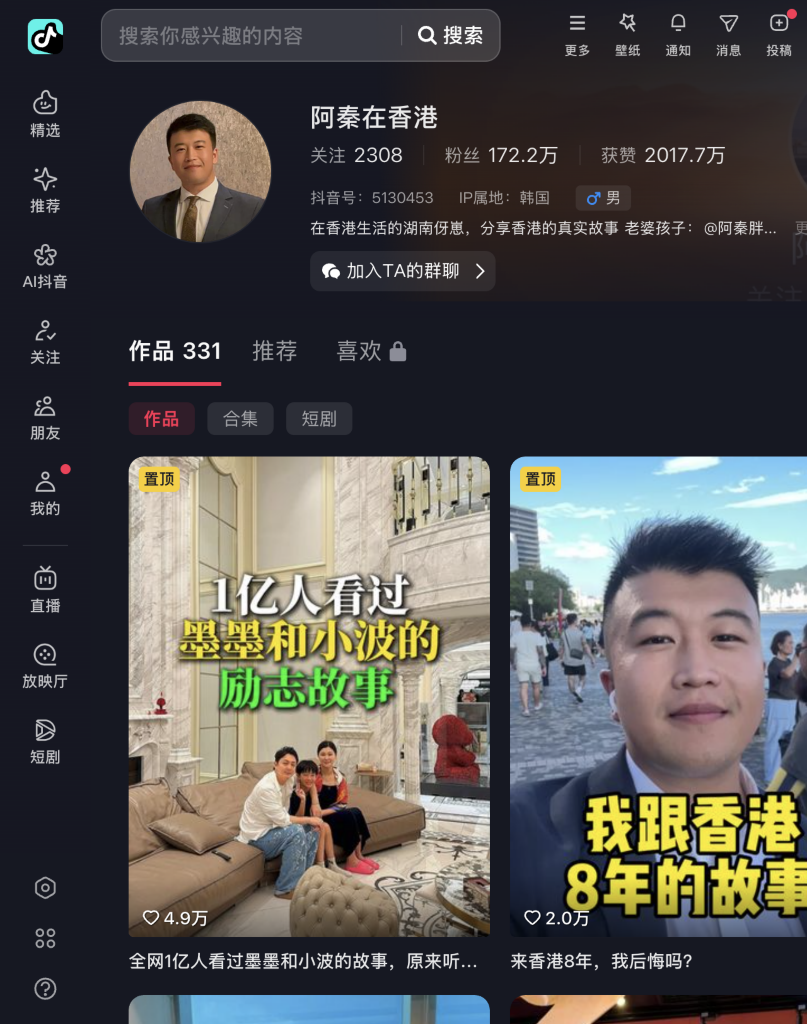 搜索你感兴趣的内容
搜索
更多
壁纸
通知
消息
投稿
精选
推荐
AI抖音
关注
朋友
我的
直播
放映厅
短剧
阿秦在香港
关注 2308
粉丝 172.2万
获赞 2017.7万
抖音号：5130453
IP属地：韩国
男
在香港生活的湖南伢崽，分享香港的真实故事 老婆孩子：@阿秦胖...
更
关注
加入TA的群聊
作品 331
推荐
喜欢
作品
合集
短剧
置顶
1亿人看过
墨墨和小波的
励志故事
4.9万
全网1亿人看过墨墨和小波的故事，原来听...
置顶
我跟香港
8年的故事
2.0万
来香港8年，我后悔吗?